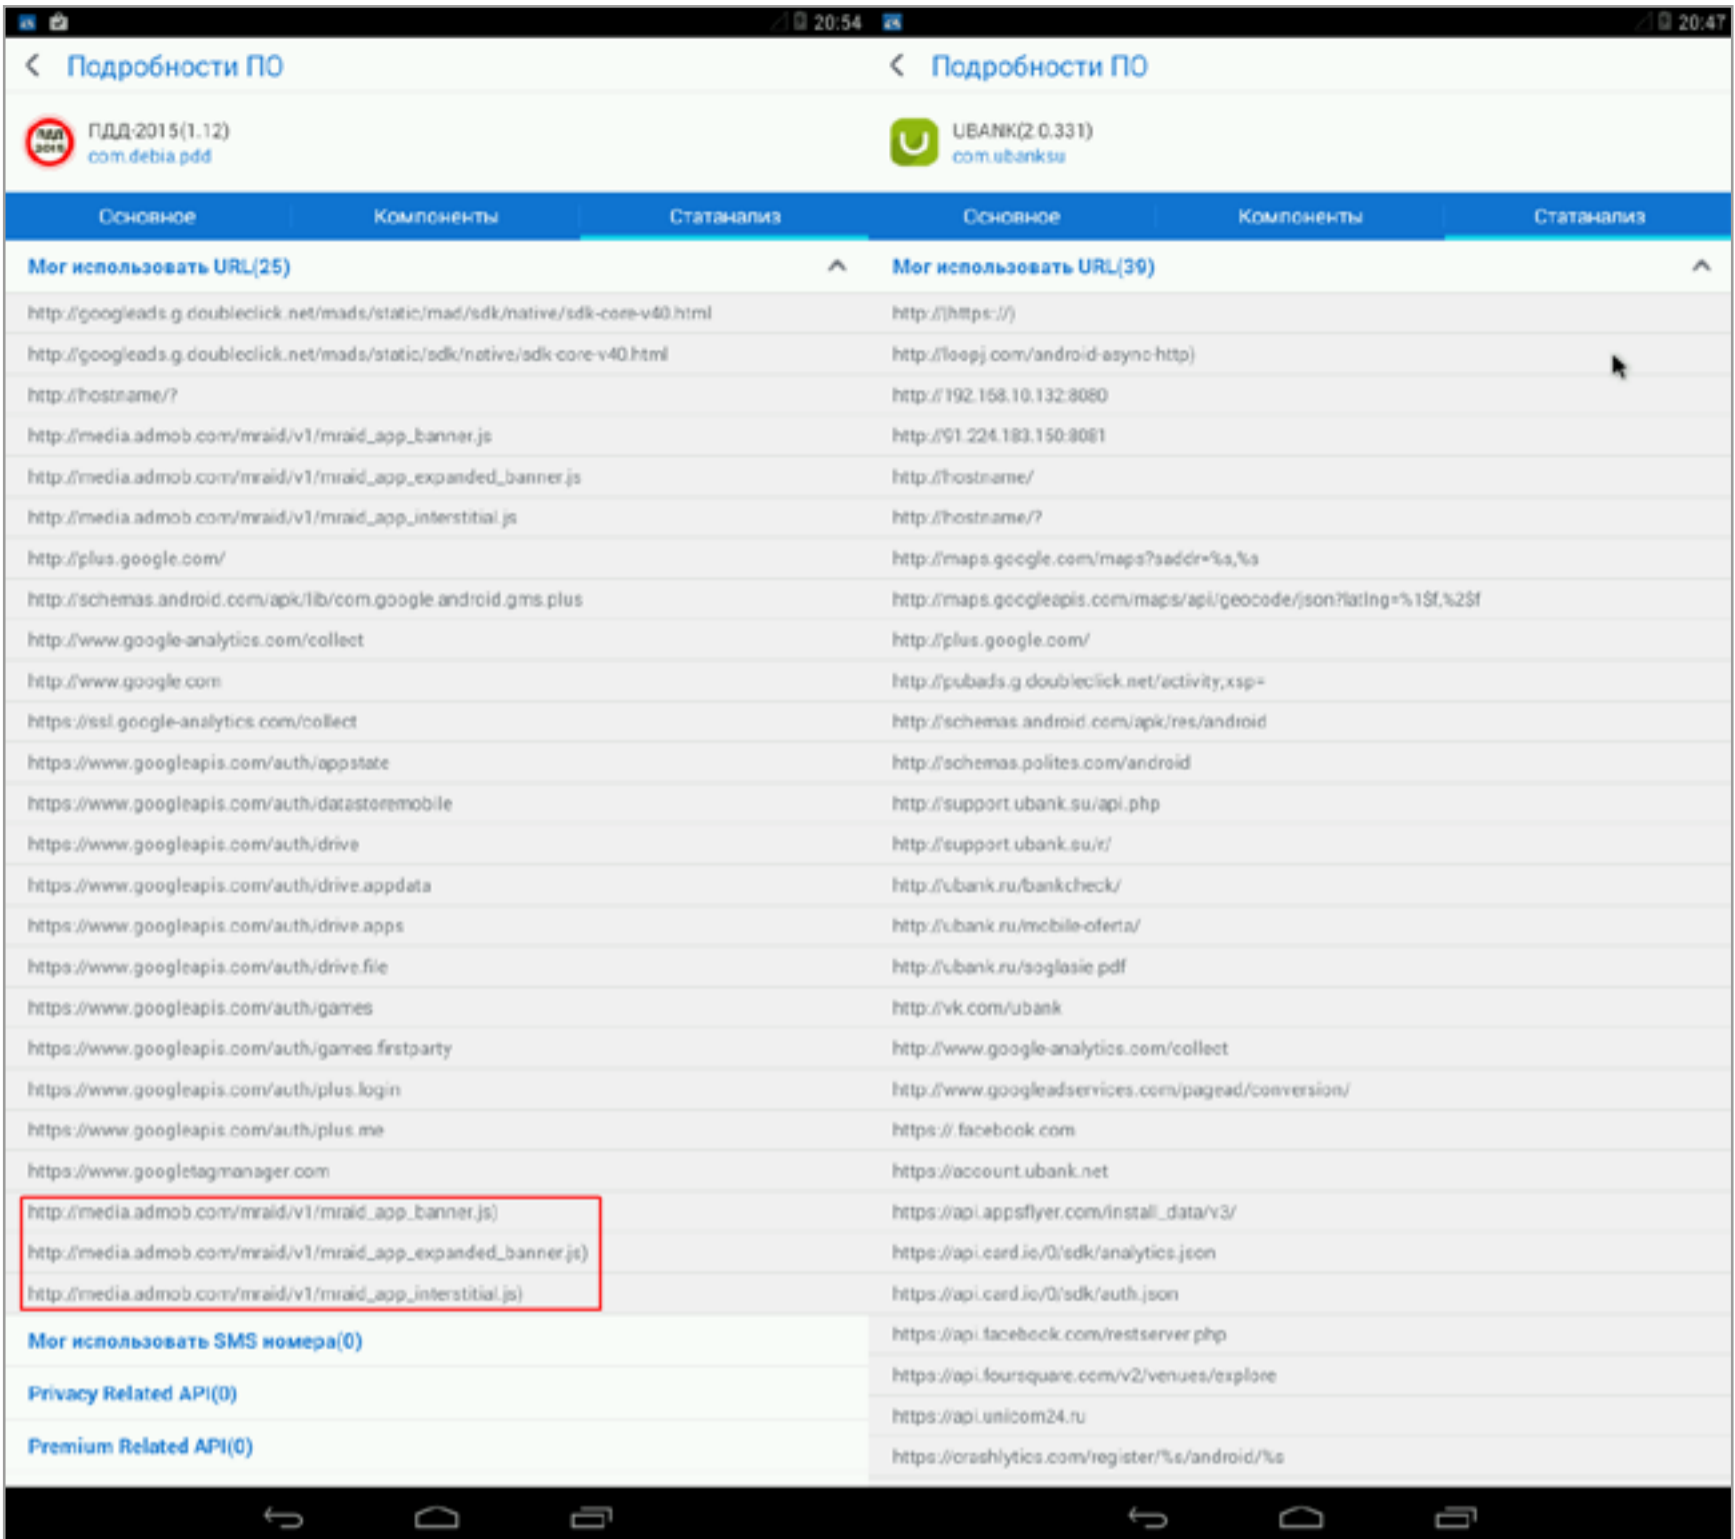 20:54
Подробности ПО
ПДД 2015
ПДД-2015(1.12)
com.debia.pdd
Основное Компоненты Статанализ
Мог использовать URL(25)
http://googleads.g.doubleclick.net/mads/static/mad/sdk/native/sdk-core-v40.html
http://googleads.g.doubleclick.net/mads/static/sdk/native/sdk-core-v40.html
http://hostname/?
http://media.admob.com/mraid/v1/mraid_app_banner.js
http://media.admob.com/mraid/v1/mraid_app_expanded_banner.js
http://media.admob.com/mraid/v1/mraid_app_interstitial.js
http://plus.google.com/
http://schemas.android.com/apk/lib/com.google.android.gms.plus
http://www.google-analytics.com/collect
http://www.google.com
https://ssl.google-analytics.com/collect
https://www.googleapis.com/auth/appstate
https://www.googleapis.com/auth/datastoremobile
https://www.googleapis.com/auth/drive
https://www.googleapis.com/auth/drive.appdata
https://www.googleapis.com/auth/drive.apps
https://www.googleapis.com/auth/drive.file
https://www.googleapis.com/auth/games
https://www.googleapis.com/auth/games.firstparty
https://www.googleapis.com/auth/plus.login
https://www.googleapis.com/auth/plus.me
https://www.googletagmanager.com
http://media.admob.com/mraid/v1/mraid_app_banner.js)
http://media.admob.com/mraid/v1/mraid_app_expanded_banner.js)
http://media.admob.com/mraid/v1/mraid_app_interstitial.js)
Мог использовать SMS номера(0)
Privacy Related API(0)
Premium Related API(0)
20:47
Подробности ПО
UBANK(2.0.331)
com.ubanksu
Основное Компоненты Статанализ
Мог использовать URL(39)
http://(https://)
http://loopj.com/android-async-http)
http://192.168.10.132:8080
http://91.224.183.150:8081
http://hostname/
http://hostname/?
http://maps.google.com/maps?saddr=%s,%s
http://maps.googleapis.com/maps/api/geocode/json?latlng=%1$f,%2$f
http://plus.google.com/
http://pubads.g.doubleclick.net/activity;xsp=
http://schemas.android.com/apk/res/android
http://schemas.polites.com/android
http://support.ubank.su/api.php
http://support.ubank.su/r/
http://ubank.ru/bankcheck/
http://ubank.ru/mobile-oferta/
http://ubank.ru/soglasie.pdf
http://vk.com/ubank
http://www.google-analytics.com/collect
http://www.googleadservices.com/pagead/conversion/
https://.facebook.com
https://account.ubank.net
https://api.appsflyer.com/install_data/v3/
https://api.card.io/0/sdk/analytics.json
https://api.card.io/0/sdk/auth.json
https://api.facebook.com/restserver.php
https://api.foursquare.com/v2/venues/explore
https://api.unicom24.ru
https://crashlytics.com/register/%s/android/%s